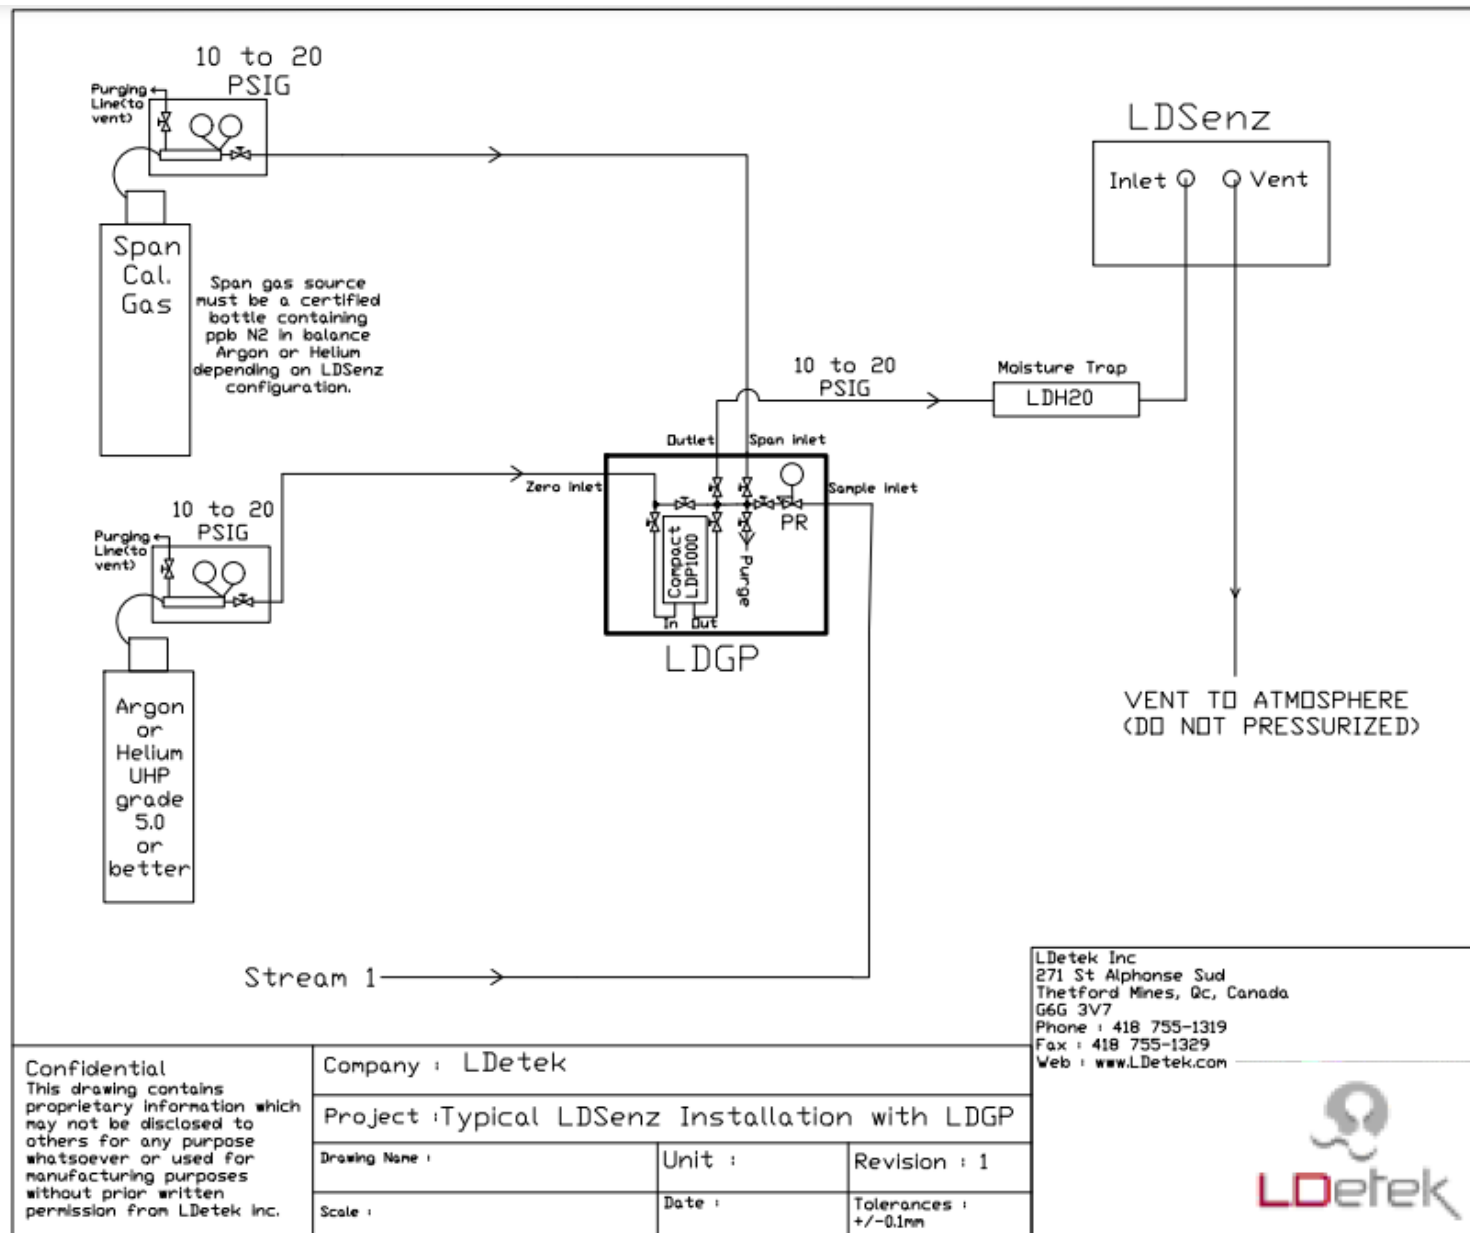 10 to 20
PSIG
Purging
Line(to
vent)
Span
Cal.
Gas
Span gas source
must be a certified
bottle containing
ppb N2 in balance
Argon or Helium
depending on LDSenz
configuration.
LDSenz
Inlet
Vent
10 to 20
PSIG
Moisture Trap
LDH20
Outlet
Span inlet
Zero inlet
Sample inlet
PR
Compact
LDP1000
Purge
In
Out
LDGP
10 to 20
PSIG
Purging
Line(to
vent)
Argon
or
Helium
UHP
grade
5.0
or
better
VENT TO ATMOSPHERE
(DO NOT PRESSURIZED)
Stream 1
LDetek Inc
271 St Alphonse Sud
Thetford Mines, Qc, Canada
G6G 3V7
Phone : 418 755-1319
Fax : 418 755-1329
Web : www.LDetek.com
LDetek
Confidential
This drawing contains
proprietary information which
may not be disclosed to
others for any purpose
whatsoever or used for
manufacturing purposes
without prior written
permission from LDetek inc.
Company : LDetek
Project :Typical LDSenz Installation with LDGP
Drawing Name :
Unit :
Revision : 1
Scale :
Date :
Tolerances :
+/-0.1mm